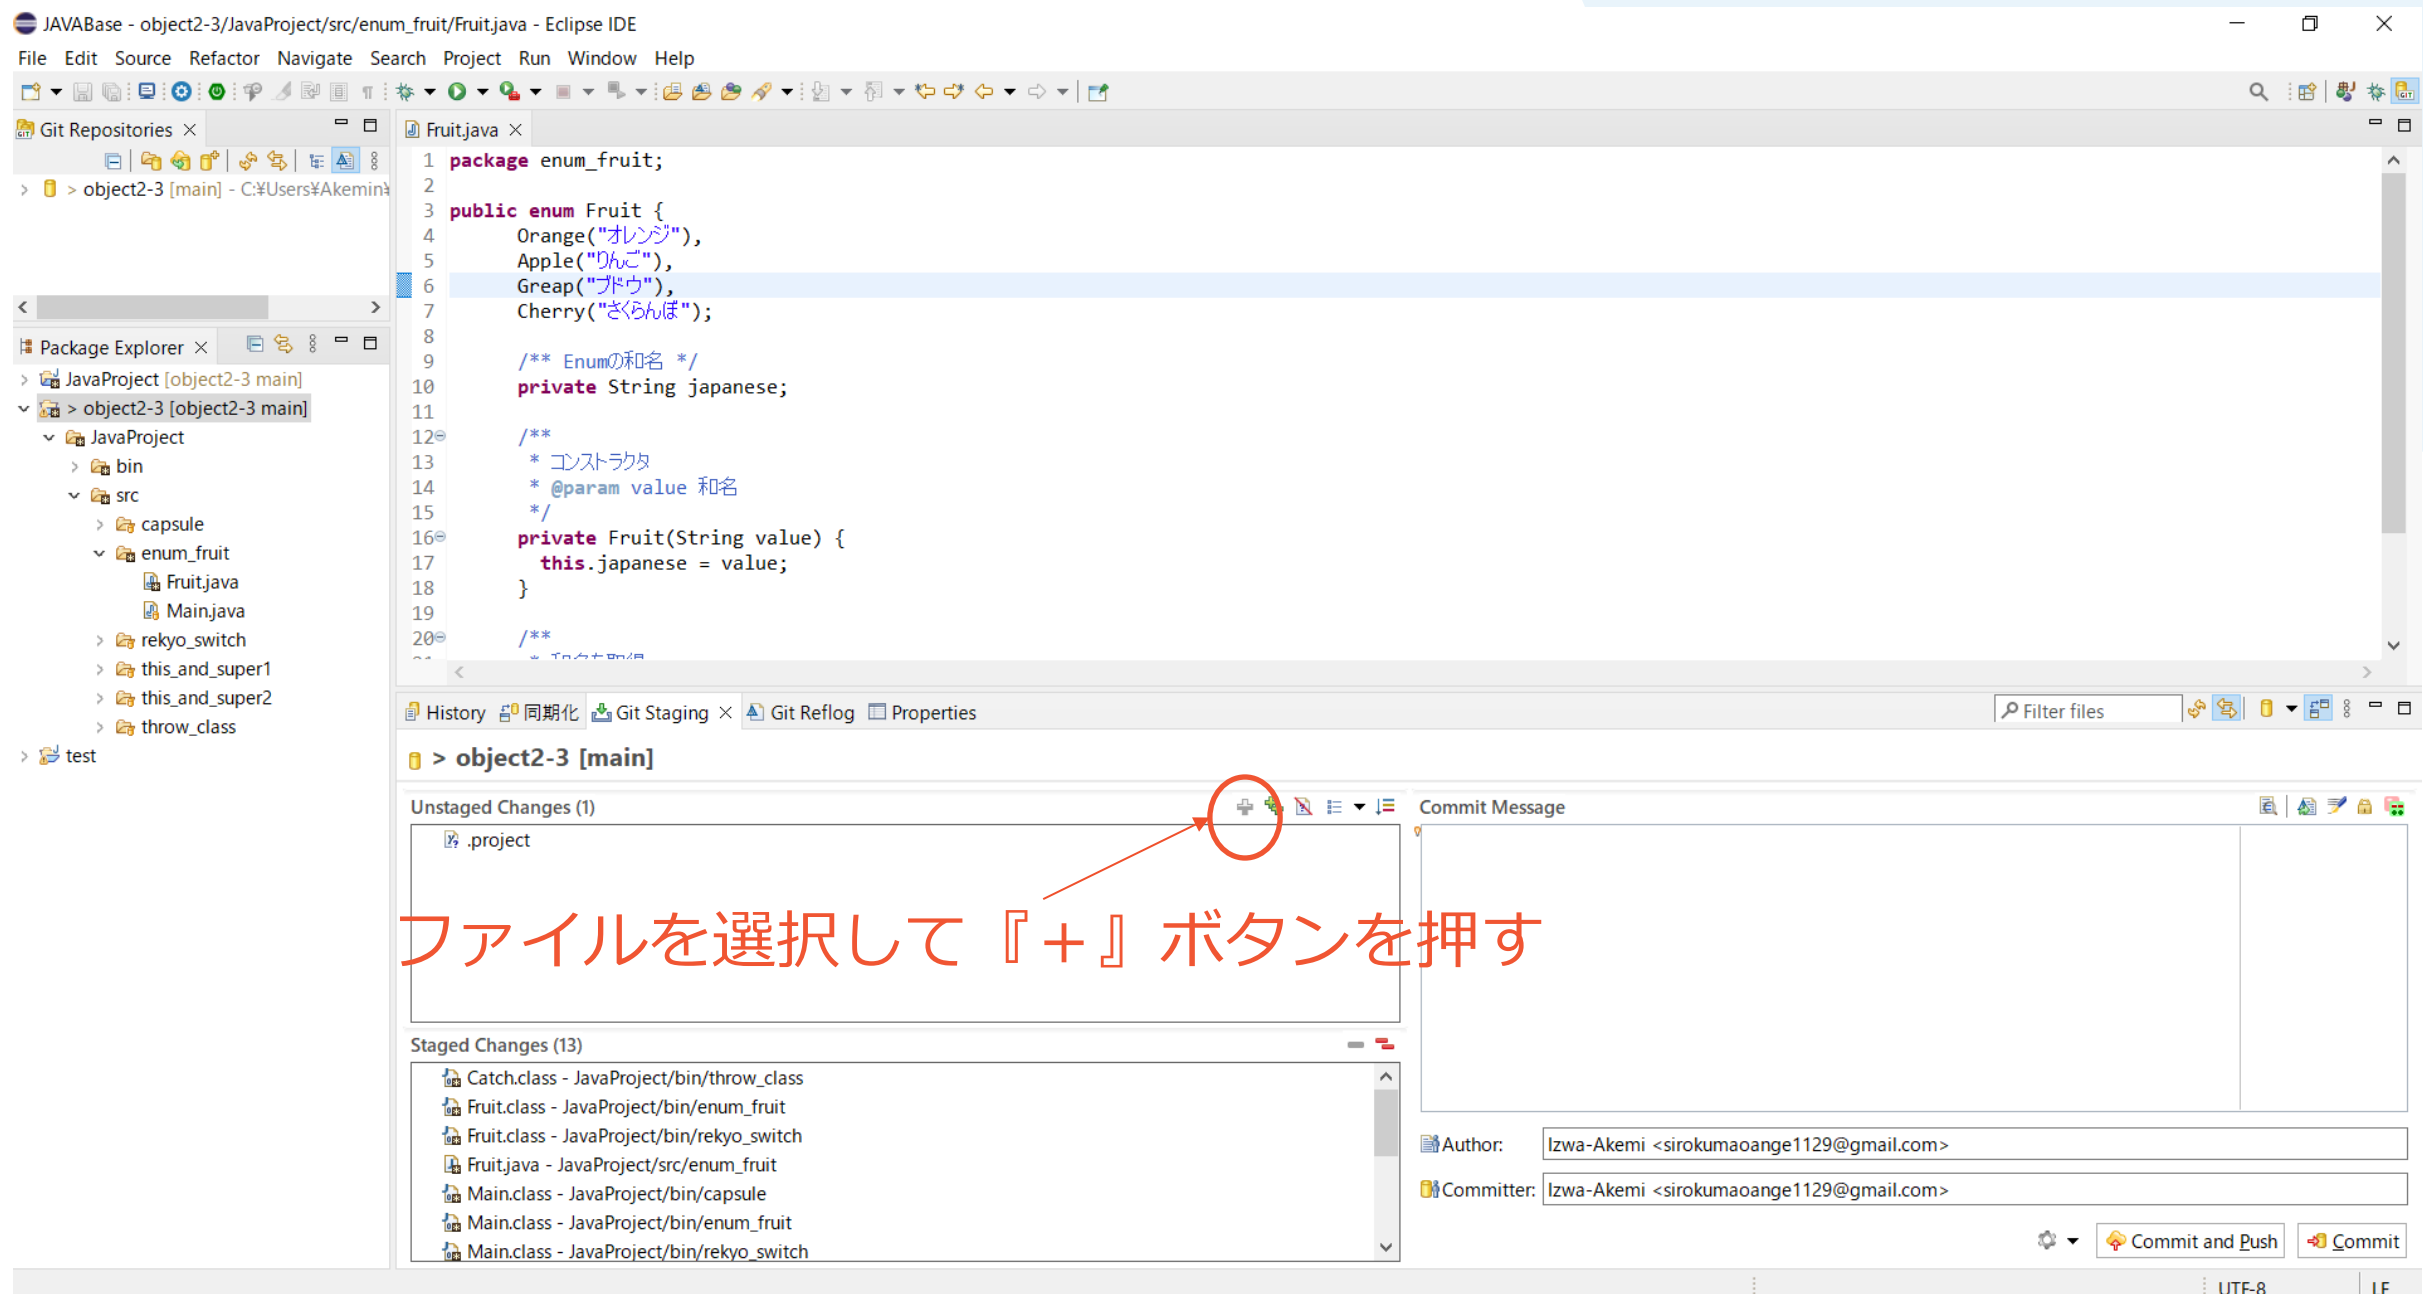 JAVABase - object2-3/JavaProject/src/enum_fruit/Fruit.java - Eclipse IDE
File Edit Source Refactor Navigate Search Project Run Window Help
Git Repositories
> object2-3 [main] - C:¥Users¥Akemin¥
Package Explorer
JavaProject [object2-3 main]
> object2-3 [object2-3 main]
JavaProject
bin
src
capsule
enum_fruit
Fruit.java
Main.java
rekyo_switch
this_and_super1
this_and_super2
throw_class
test
Fruit.java
1 package enum_fruit;
2
3 public enum Fruit {
4 Orange("オレンジ"),
5 Apple("りんご"),
6 Greap("ブドウ"),
7 Cherry("さくらんぼ");
8
9 /** Enumの和名 */
10 private String japanese;
11
12 /**
13 * コンストラクタ
14 * @param value 和名
15 */
16 private Fruit(String value) {
17 this.japanese = value;
18 }
19
20 /**
21 * 和名を取得
History 同期化 Git Staging Git Reflog Properties
Filter files
> object2-3 [main]
Unstaged Changes (1)
.project
ファイルを選択して『+』ボタンを押す
Staged Changes (13)
Catch.class - JavaProject/bin/throw_class
Fruit.class - JavaProject/bin/enum_fruit
Fruit.class - JavaProject/bin/rekyo_switch
Fruit.java - JavaProject/src/enum_fruit
Main.class - JavaProject/bin/capsule
Main.class - JavaProject/bin/enum_fruit
Main.class - JavaProject/bin/rekyo_switch
Commit Message
Author: Izwa-Akemi <sirokumaoange1129@gmail.com>
Committer: Izwa-Akemi <sirokumaoange1129@gmail.com>
Commit and Push Commit
UTF-8 LF